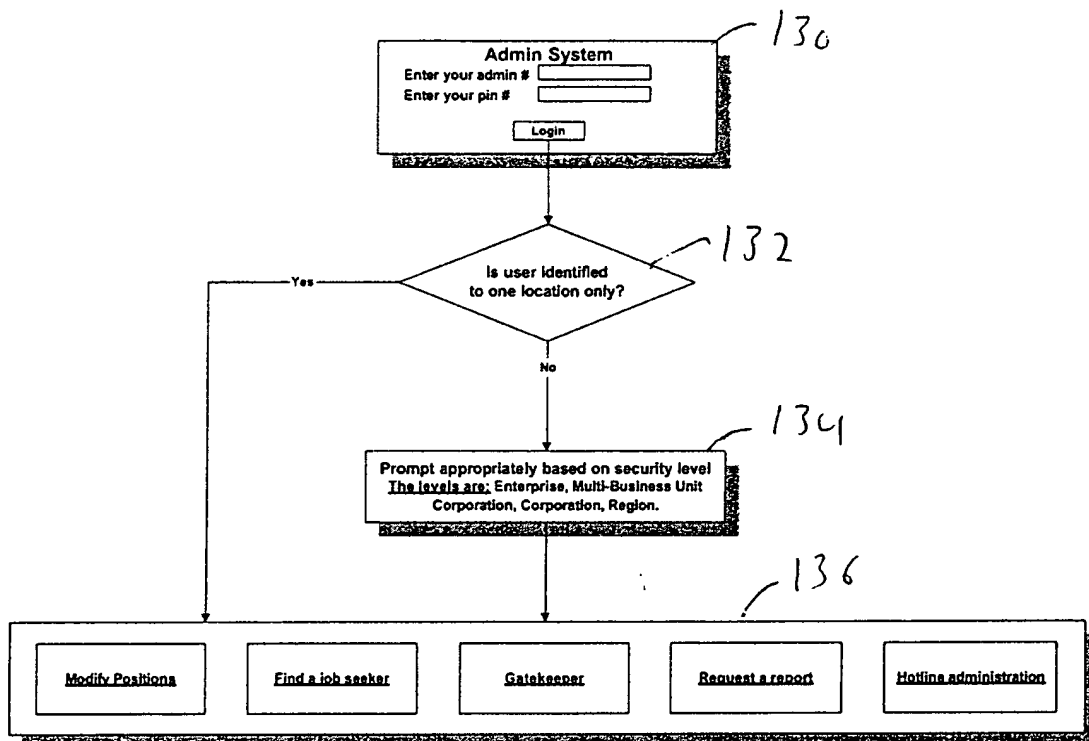 130
Admin System
Enter your admin #
Enter your pin #
Login
132
Is user identified
to one location only?
Yes
No
134
Prompt appropriately based on security level
The levels are: Enterprise, Multi-Business Unit
Corporation, Corporation, Region.
136
Modify Positions
Find a job seeker
Gatekeeper
Request a report
Hotline administration